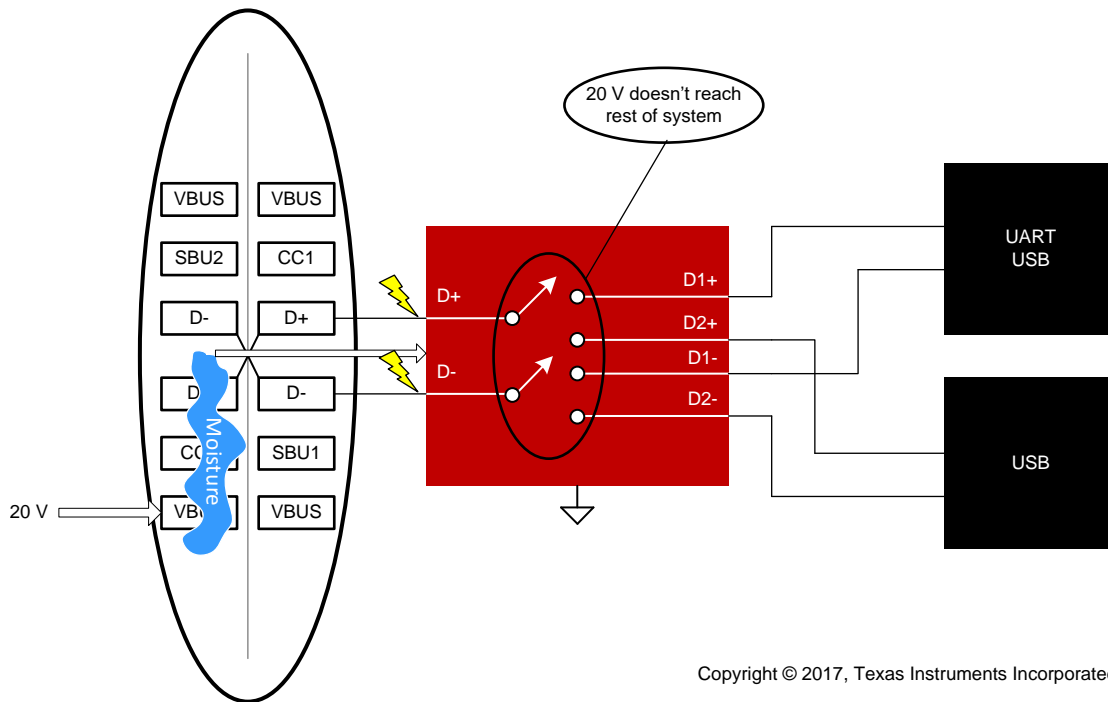 20 V doesn't reach
rest of system
VBUS
VBUS
SBU2
CC1
D-
D+
D-
SBU1
VBUS
Moisture
20 V
D+
D-
D1+
D2+
D1-
D2-
UART
USB
USB
Copyright © 2017, Texas Instruments Incorporated